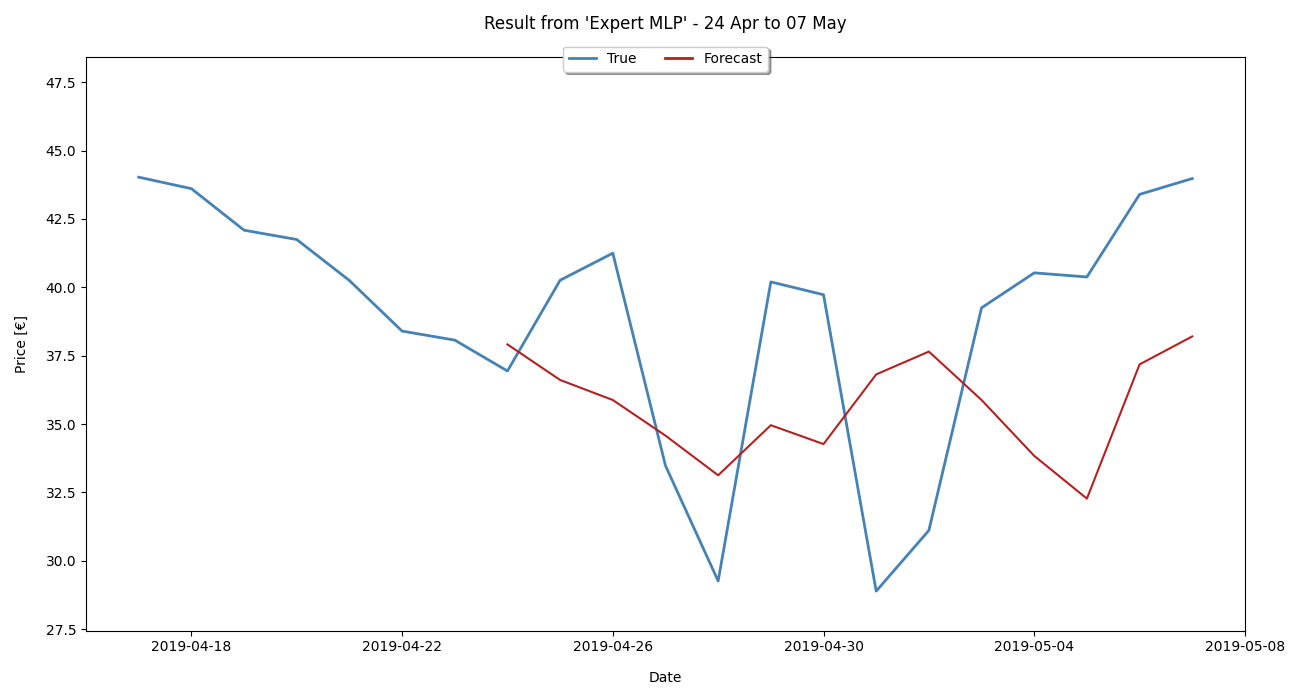 Result from 'Expert MLP' - 24 Apr to 07 May
True Forecast
47.5
45.0
42.5
40.0
37.5
35.0
32.5
30.0
27.5
Price [€]
2019-04-18 2019-04-22 2019-04-26 2019-04-30 2019-05-04 2019-05-08
Date